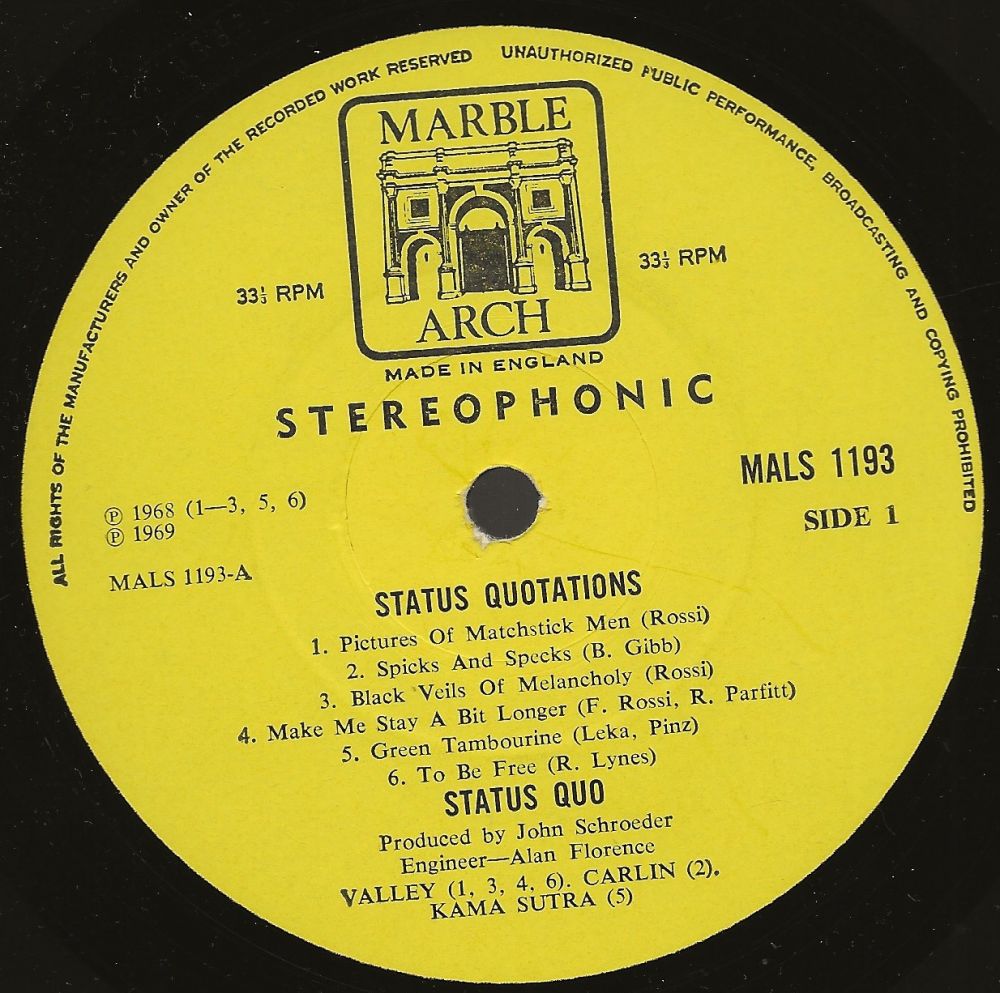 ALL RIGHTS OF THE MANUFACTURERS AND OWNER OF THE RECORDED WORK RESERVED UNAUTHORIZED PUBLIC PERFORMANCE, BROADCASTING AND COPYING PROHIBITED
MARBLE
ARCH
33⅓ RPM
33⅓ RPM
MADE IN ENGLAND
STEREOPHONIC
MALS 1193
SIDE 1
Ⓟ 1968 (1—3, 5, 6)
Ⓟ 1969
MALS 1193-A
STATUS QUOTATIONS
1. Pictures Of Matchstick Men (Rossi)
2. Spicks And Specks (B. Gibb)
3. Black Veils Of Melancholy (Rossi)
4. Make Me Stay A Bit Longer (F. Rossi, R. Parfitt)
5. Green Tambourine (Leka, Pinz)
6. To Be Free (R. Lynes)
STATUS QUO
Produced by John Schroeder
Engineer—Alan Florence
VALLEY (1, 3, 4, 6). CARLIN (2).
KAMA SUTRA (5)